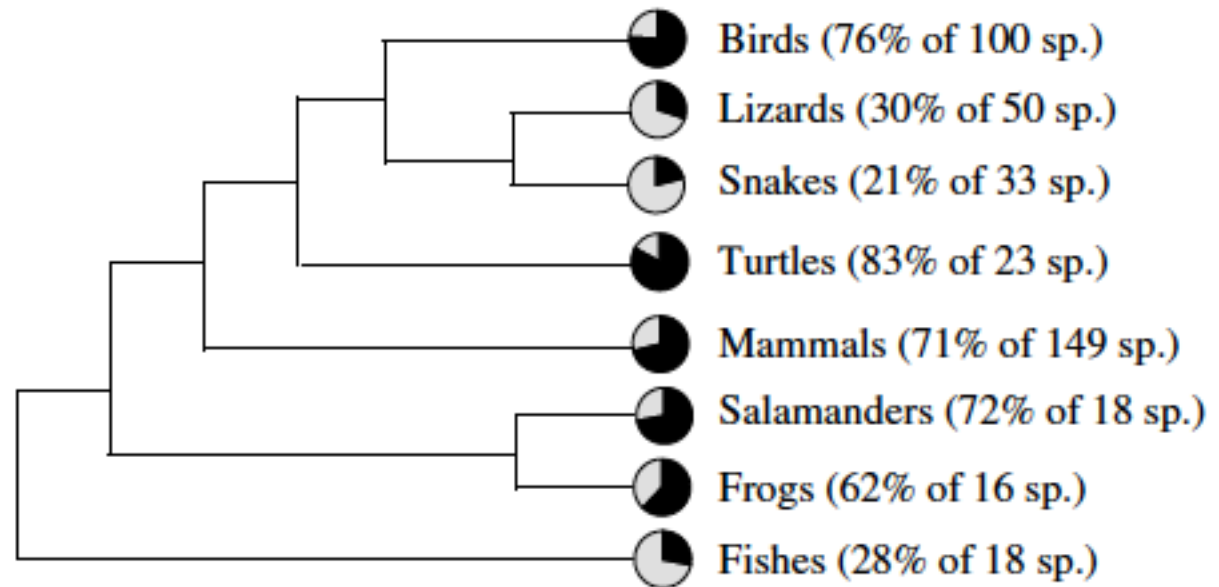 Birds (76% of 100 sp.)
Lizards (30% of 50 sp.)
Snakes (21% of 33 sp.)
Turtles (83% of 23 sp.)
Mammals (71% of 149 sp.)
Salamanders (72% of 18 sp.)
Frogs (62% of 16 sp.)
Fishes (28% of 18 sp.)